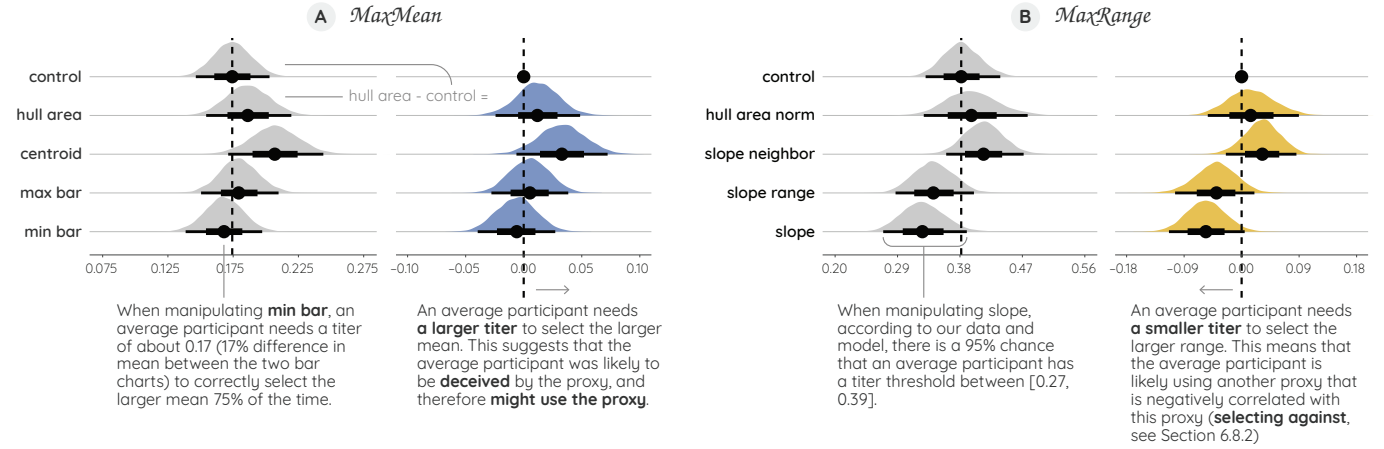 A MaxMean
control
hull area
centroid
max bar
min bar
hull area - control =
0.075 0.125 0.175 0.225 0.275
−0.10 −0.05 0.00 0.05 0.10
When manipulating min bar, an
average participant needs a titer
of about 0.17 (17% difference in
mean between the two bar
charts) to correctly select the
larger mean 75% of the time.
An average participant needs
a larger titer to select the larger
mean. This suggests that the
average participant was likely to
be deceived by the proxy, and
therefore might use the proxy.
B MaxRange
control
hull area norm
slope neighbor
slope range
slope
0.20 0.29 0.38 0.47 0.56
−0.18 −0.09 0.00 0.09 0.18
When manipulating slope,
according to our data and
model, there is a 95% chance
that an average participant has
a titer threshold between [0.27,
0.39].
An average participant needs
a smaller titer to select the
larger range. This means that
the average participant is
likely using another proxy that
is negatively correlated with
this proxy (selecting against,
see Section 6.8.2)